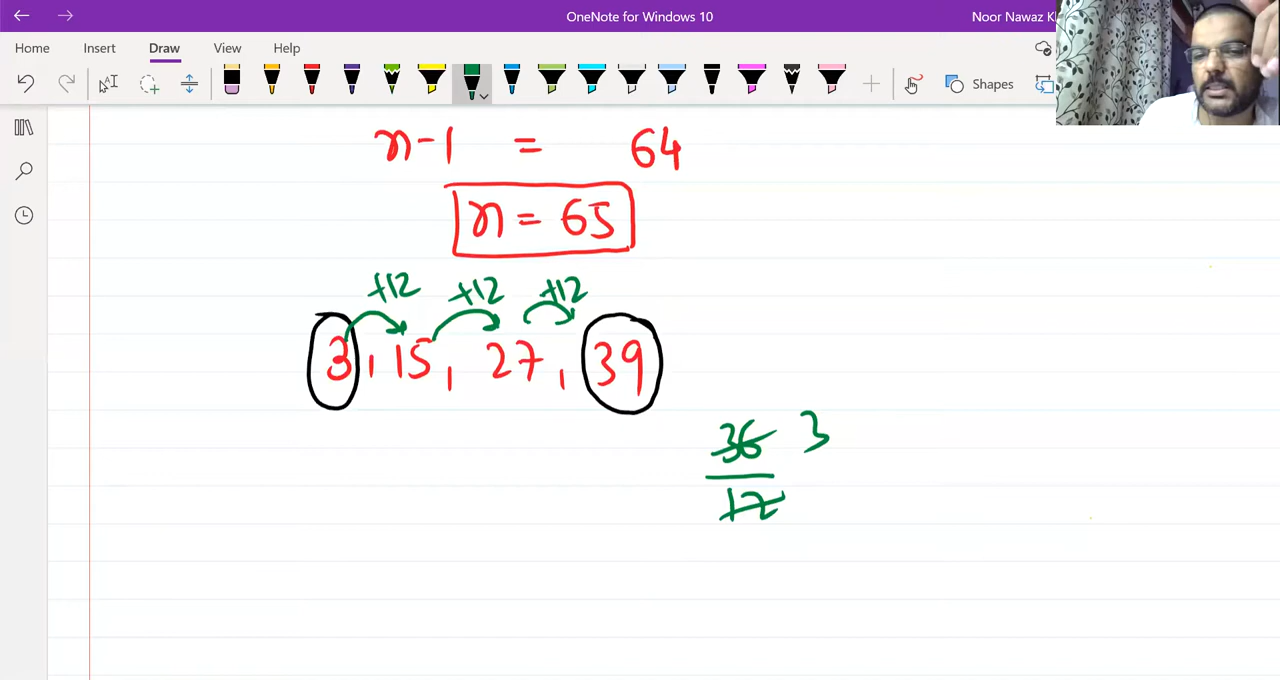 OneNote for Windows 10
Noor Nawaz K
Home Insert Draw View Help
Shapes
n-1 = 64
n = 65
+12 +12 +12
3, 15, 27, 39
36 3
12